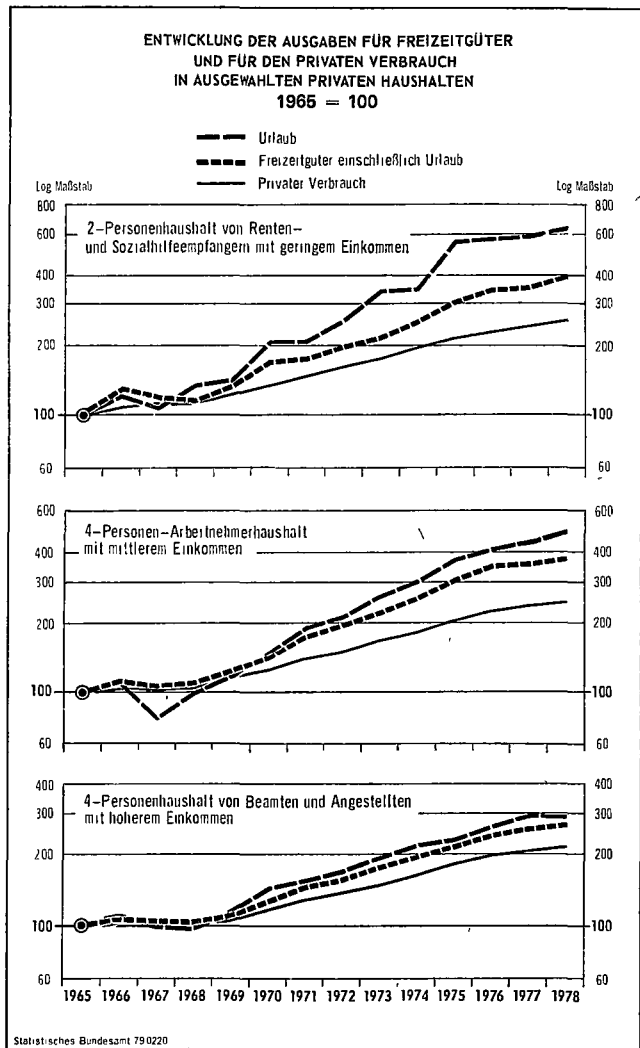 ENTWICKLUNG DER AUSGABEN FÜR FREIZEITGÜTER
UND FÜR DEN PRIVATEN VERBRAUCH
IN AUSGEWAHLTEN PRIVATEN HAUSHALTEN
1965 = 100
Urlaub
Freizeitguter einschließlich Urlaub
Privater Verbrauch
Log Maßstab
Log Maßstab
800
800
2-Personenhaushalt von Renten-
und Sozialhilfeempfangern mit geringem Einkommen
600
600
400
400
300
300
200
200
100
100
60
60
600
600
4-Personen-Arbeitnehmerhaushalt
mit mittlerem Einkommen
400
400
300
300
200
200
100
100
60
60
400
400
4-Personenhaushalt von Beamten und Angestellten
mit hoherem Einkommen
300
300
200
200
100
100
60
60
1965 1966 1967 1968 1969 1970 1971 1972 1973 1974 1975 1976 1977 1978
Statistisches Bundesamt 790220